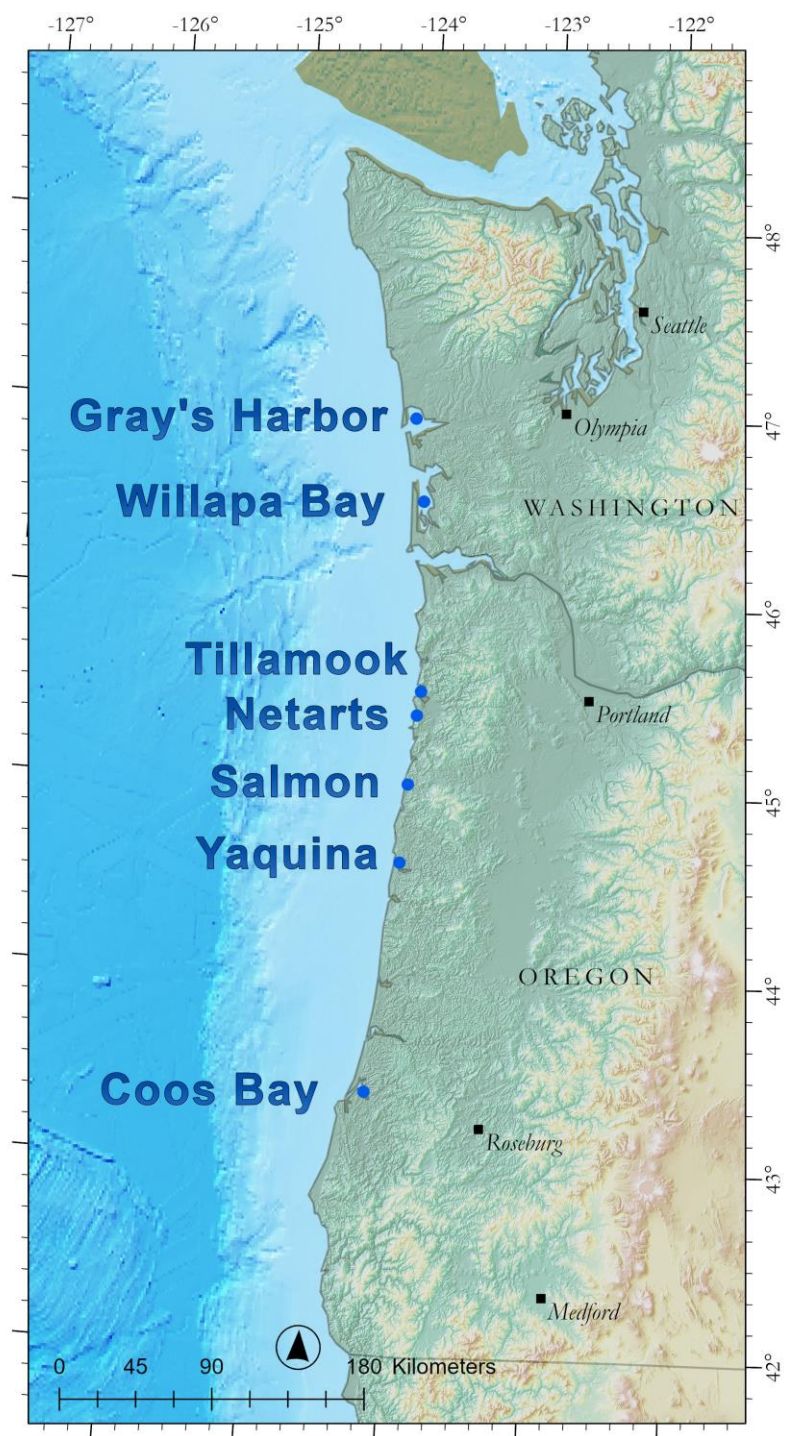 -127° -126° -125° -124° -123° -122°
48°
Seattle
Gray's Harbor
Olympia
47°
Willapa Bay
WASHINGTON
46°
Tillamook
Netarts
Portland
Salmon
45°
Yaquina
OREGON
44°
Coos Bay
Roseburg
43°
Medford
0 45 90 180 Kilometers
42°